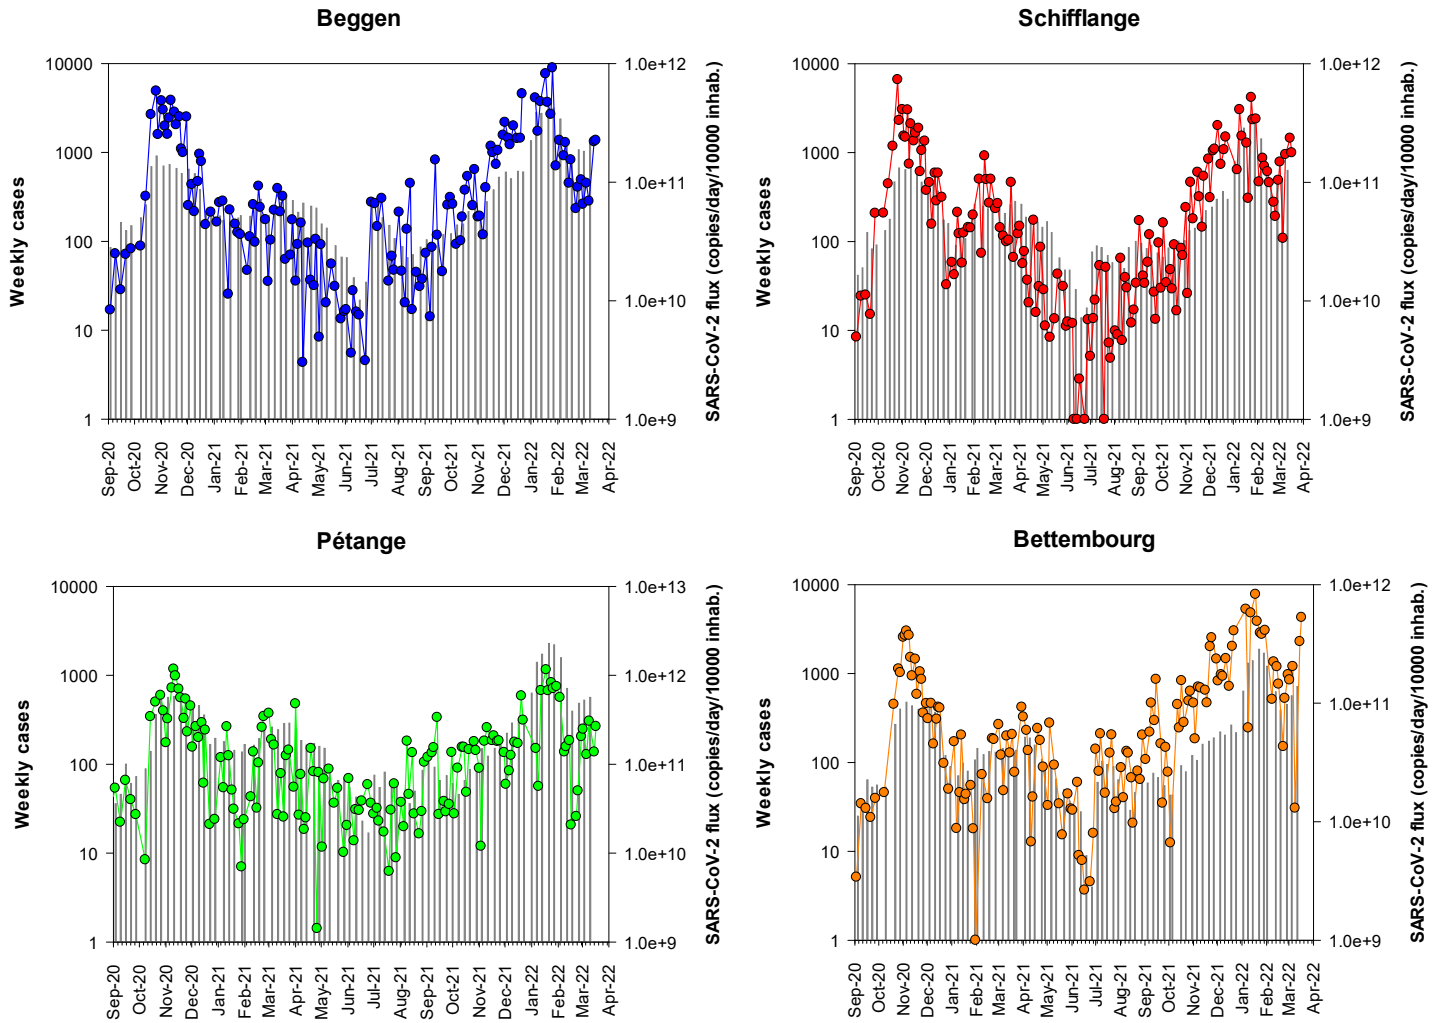 Beggen
10000
1000
100
10
1
Weekly cases
1.0e+12
1.0e+11
1.0e+10
1.0e+9
SARS-CoV-2 flux (copies/day/10000 inhab.)
Sep-20
Oct-20
Nov-20
Dec-20
Jan-21
Feb-21
Mar-21
Apr-21
May-21
Jun-21
Jul-21
Aug-21
Sep-21
Oct-21
Nov-21
Dec-21
Jan-22
Feb-22
Mar-22
Apr-22
Schifflange
10000
1000
100
10
1
Weekly cases
1.0e+12
1.0e+11
1.0e+10
1.0e+9
SARS-CoV-2 flux (copies/day/10000 inhab.)
Sep-20
Oct-20
Nov-20
Dec-20
Jan-21
Feb-21
Mar-21
Apr-21
May-21
Jun-21
Jul-21
Aug-21
Sep-21
Oct-21
Nov-21
Dec-21
Jan-22
Feb-22
Mar-22
Apr-22
Pétange
10000
1000
100
10
1
Weekly cases
1.0e+13
1.0e+12
1.0e+11
1.0e+10
1.0e+9
SARS-CoV-2 flux (copies/day/10000 inhab.)
Sep-20
Oct-20
Nov-20
Dec-20
Jan-21
Feb-21
Mar-21
Apr-21
May-21
Jun-21
Jul-21
Aug-21
Sep-21
Oct-21
Nov-21
Dec-21
Jan-22
Feb-22
Mar-22
Apr-22
Bettembourg
10000
1000
100
10
1
Weekly cases
1.0e+12
1.0e+11
1.0e+10
1.0e+9
SARS-CoV-2 flux (copies/day/10000 inhab.)
Sep-20
Oct-20
Nov-20
Dec-20
Jan-21
Feb-21
Mar-21
Apr-21
May-21
Jun-21
Jul-21
Aug-21
Sep-21
Oct-21
Nov-21
Dec-21
Jan-22
Feb-22
Mar-22
Apr-22